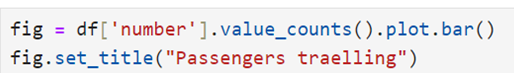 fig = df['number'].value_counts().plot.bar()
fig.set_title("Passengers traelling")